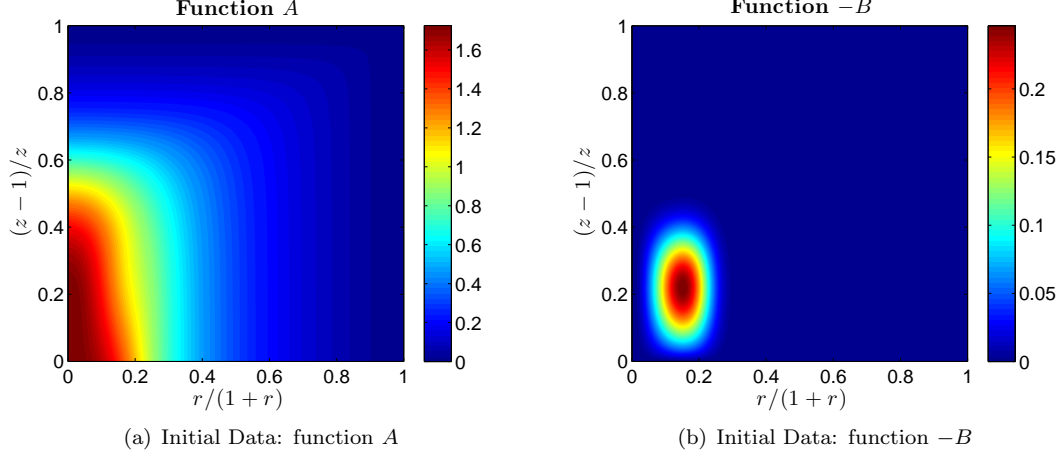 Function A
Function −B
1
0.8
0.6
0.4
0.2
0
0 0.2 0.4 0.6 0.8 1
(z − 1)/z
r/(1 + r)
1.6
1.4
1.2
1
0.8
0.6
0.4
0.2
0
1
0.8
0.6
0.4
0.2
0
0 0.2 0.4 0.6 0.8 1
(z − 1)/z
r/(1 + r)
0.2
0.15
0.1
0.05
0
(a) Initial Data: function A
(b) Initial Data: function −B